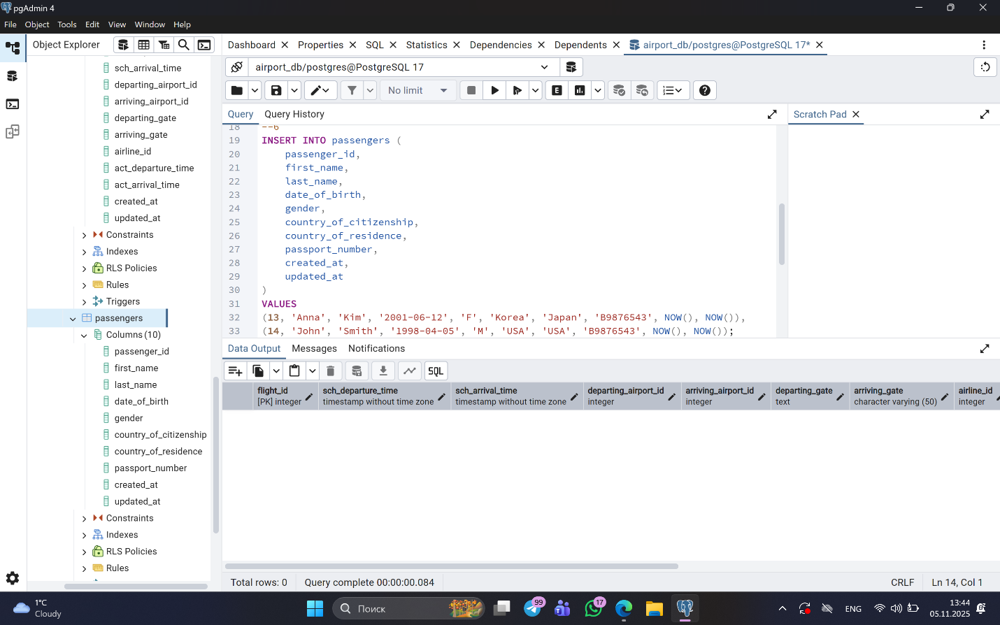 pgAdmin 4
File Object Tools Edit View Window Help
Object Explorer
Dashboard Properties SQL Statistics Dependencies Dependents airport_db/postgres@PostgreSQL 17*
sch_arrival_time
departing_airport_id
arriving_airport_id
departing_gate
arriving_gate
airline_id
act_departure_time
act_arrival_time
created_at
updated_at
Constraints
Indexes
RLS Policies
Rules
Triggers
passengers
Columns (10)
passenger_id
first_name
last_name
date_of_birth
gender
country_of_citizenship
country_of_residence
passport_number
created_at
updated_at
Constraints
Indexes
RLS Policies
Rules
airport_db/postgres@PostgreSQL 17
No limit
E
Query Query History
Scratch Pad
18 --6
19 INSERT INTO passengers (
20 passenger_id,
21 first_name,
22 last_name,
23 date_of_birth,
24 gender,
25 country_of_citizenship,
26 country_of_residence,
27 passport_number,
28 created_at,
29 updated_at
30 )
31 VALUES
32 (13, 'Anna', 'Kim', '2001-06-12', 'F', 'Korea', 'Japan', 'B9876543', NOW(), NOW()),
33 (14, 'John', 'Smith', '1998-04-05', 'M', 'USA', 'USA', 'B9876543', NOW(), NOW());
Data Output Messages Notifications
SQL
flight_id sch_departure_time sch_arrival_time departing_airport_id arriving_airport_id departing_gate arriving_gate airline_id
[PK] integer timestamp without time zone timestamp without time zone integer integer text character varying (50) integer
Total rows: 0 Query complete 00:00:00.084 CRLF Ln 14, Col 1
1°C
Cloudy
Поиск
99
17
ENG
13:44
05.11.2025